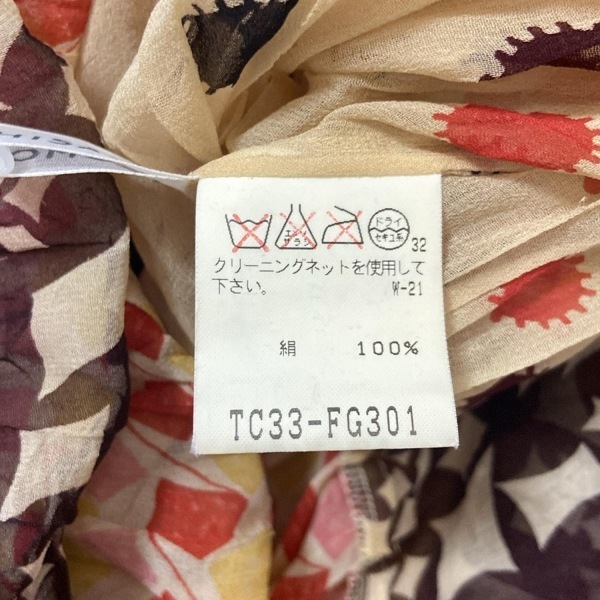 エンソ
サラシ
ドライ
セキユ系
32
クリーニングネットを使用して
下さい。
W-21
絹 100%
TC33-FG301